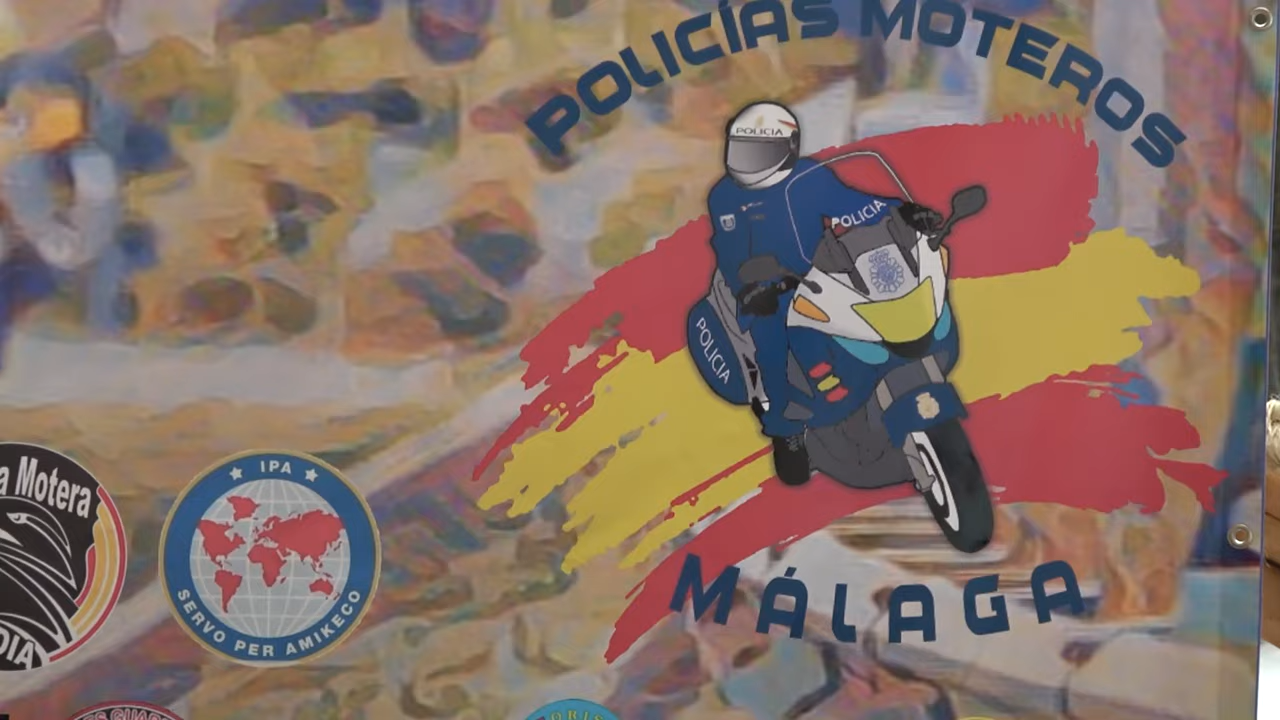 POLICÍAS MOTEROS
POLICIA
POLICIA
POLICIA
MÁLAGA
a Motera
DIA
IPA
SERVO PER AMIKECO